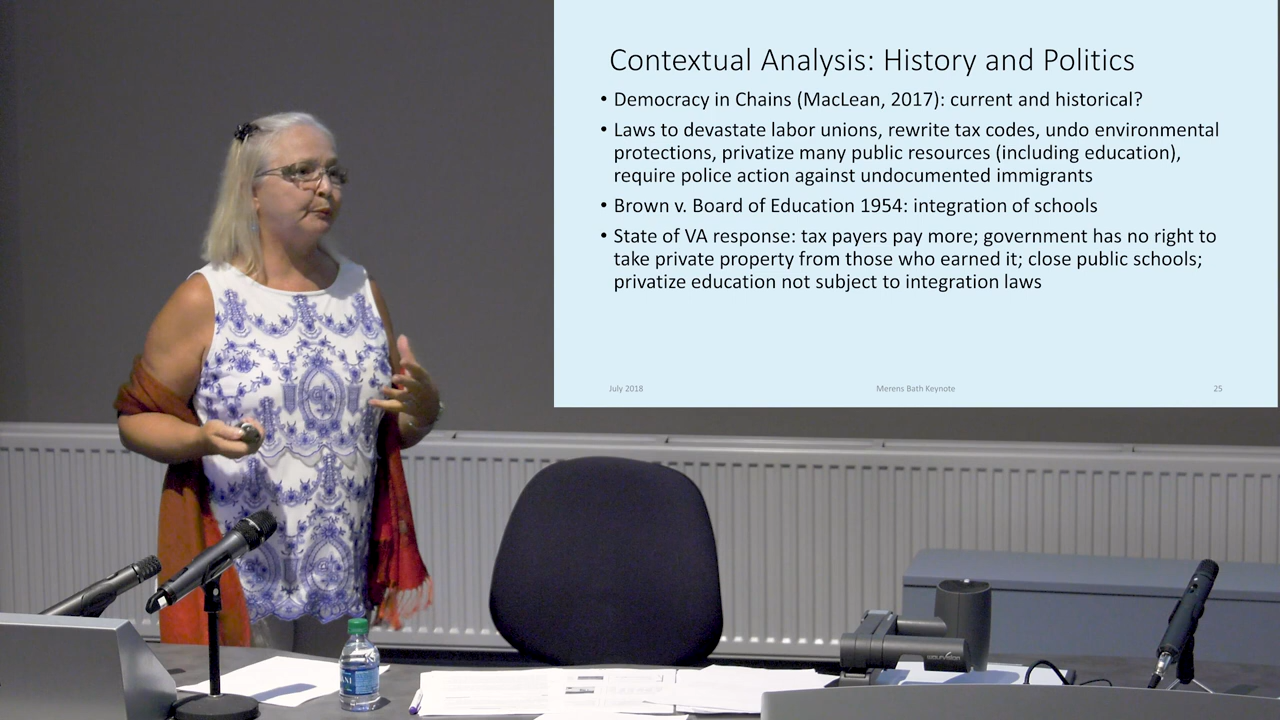 Contextual Analysis: History and Politics
• Democracy in Chains (MacLean, 2017): current and historical?
• Laws to devastate labor unions, rewrite tax codes, undo environmental
protections, privatize many public resources (including education),
require police action against undocumented immigrants
• Brown v. Board of Education 1954: integration of schools
• State of VA response: tax payers pay more; government has no right to
take private property from those who earned it; close public schools;
privatize education not subject to integration laws
July 2018
Merens Bath Keynote
25